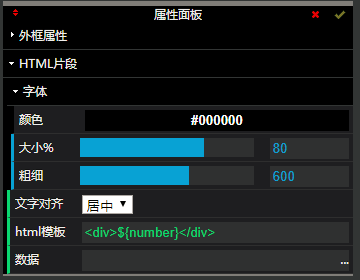 属性面板
外框属性
HTML片段
字体
颜色 #000000
大小% 80
粗细 600
文字对齐 居中
html模板 <div>${number}</div>
数据 ...